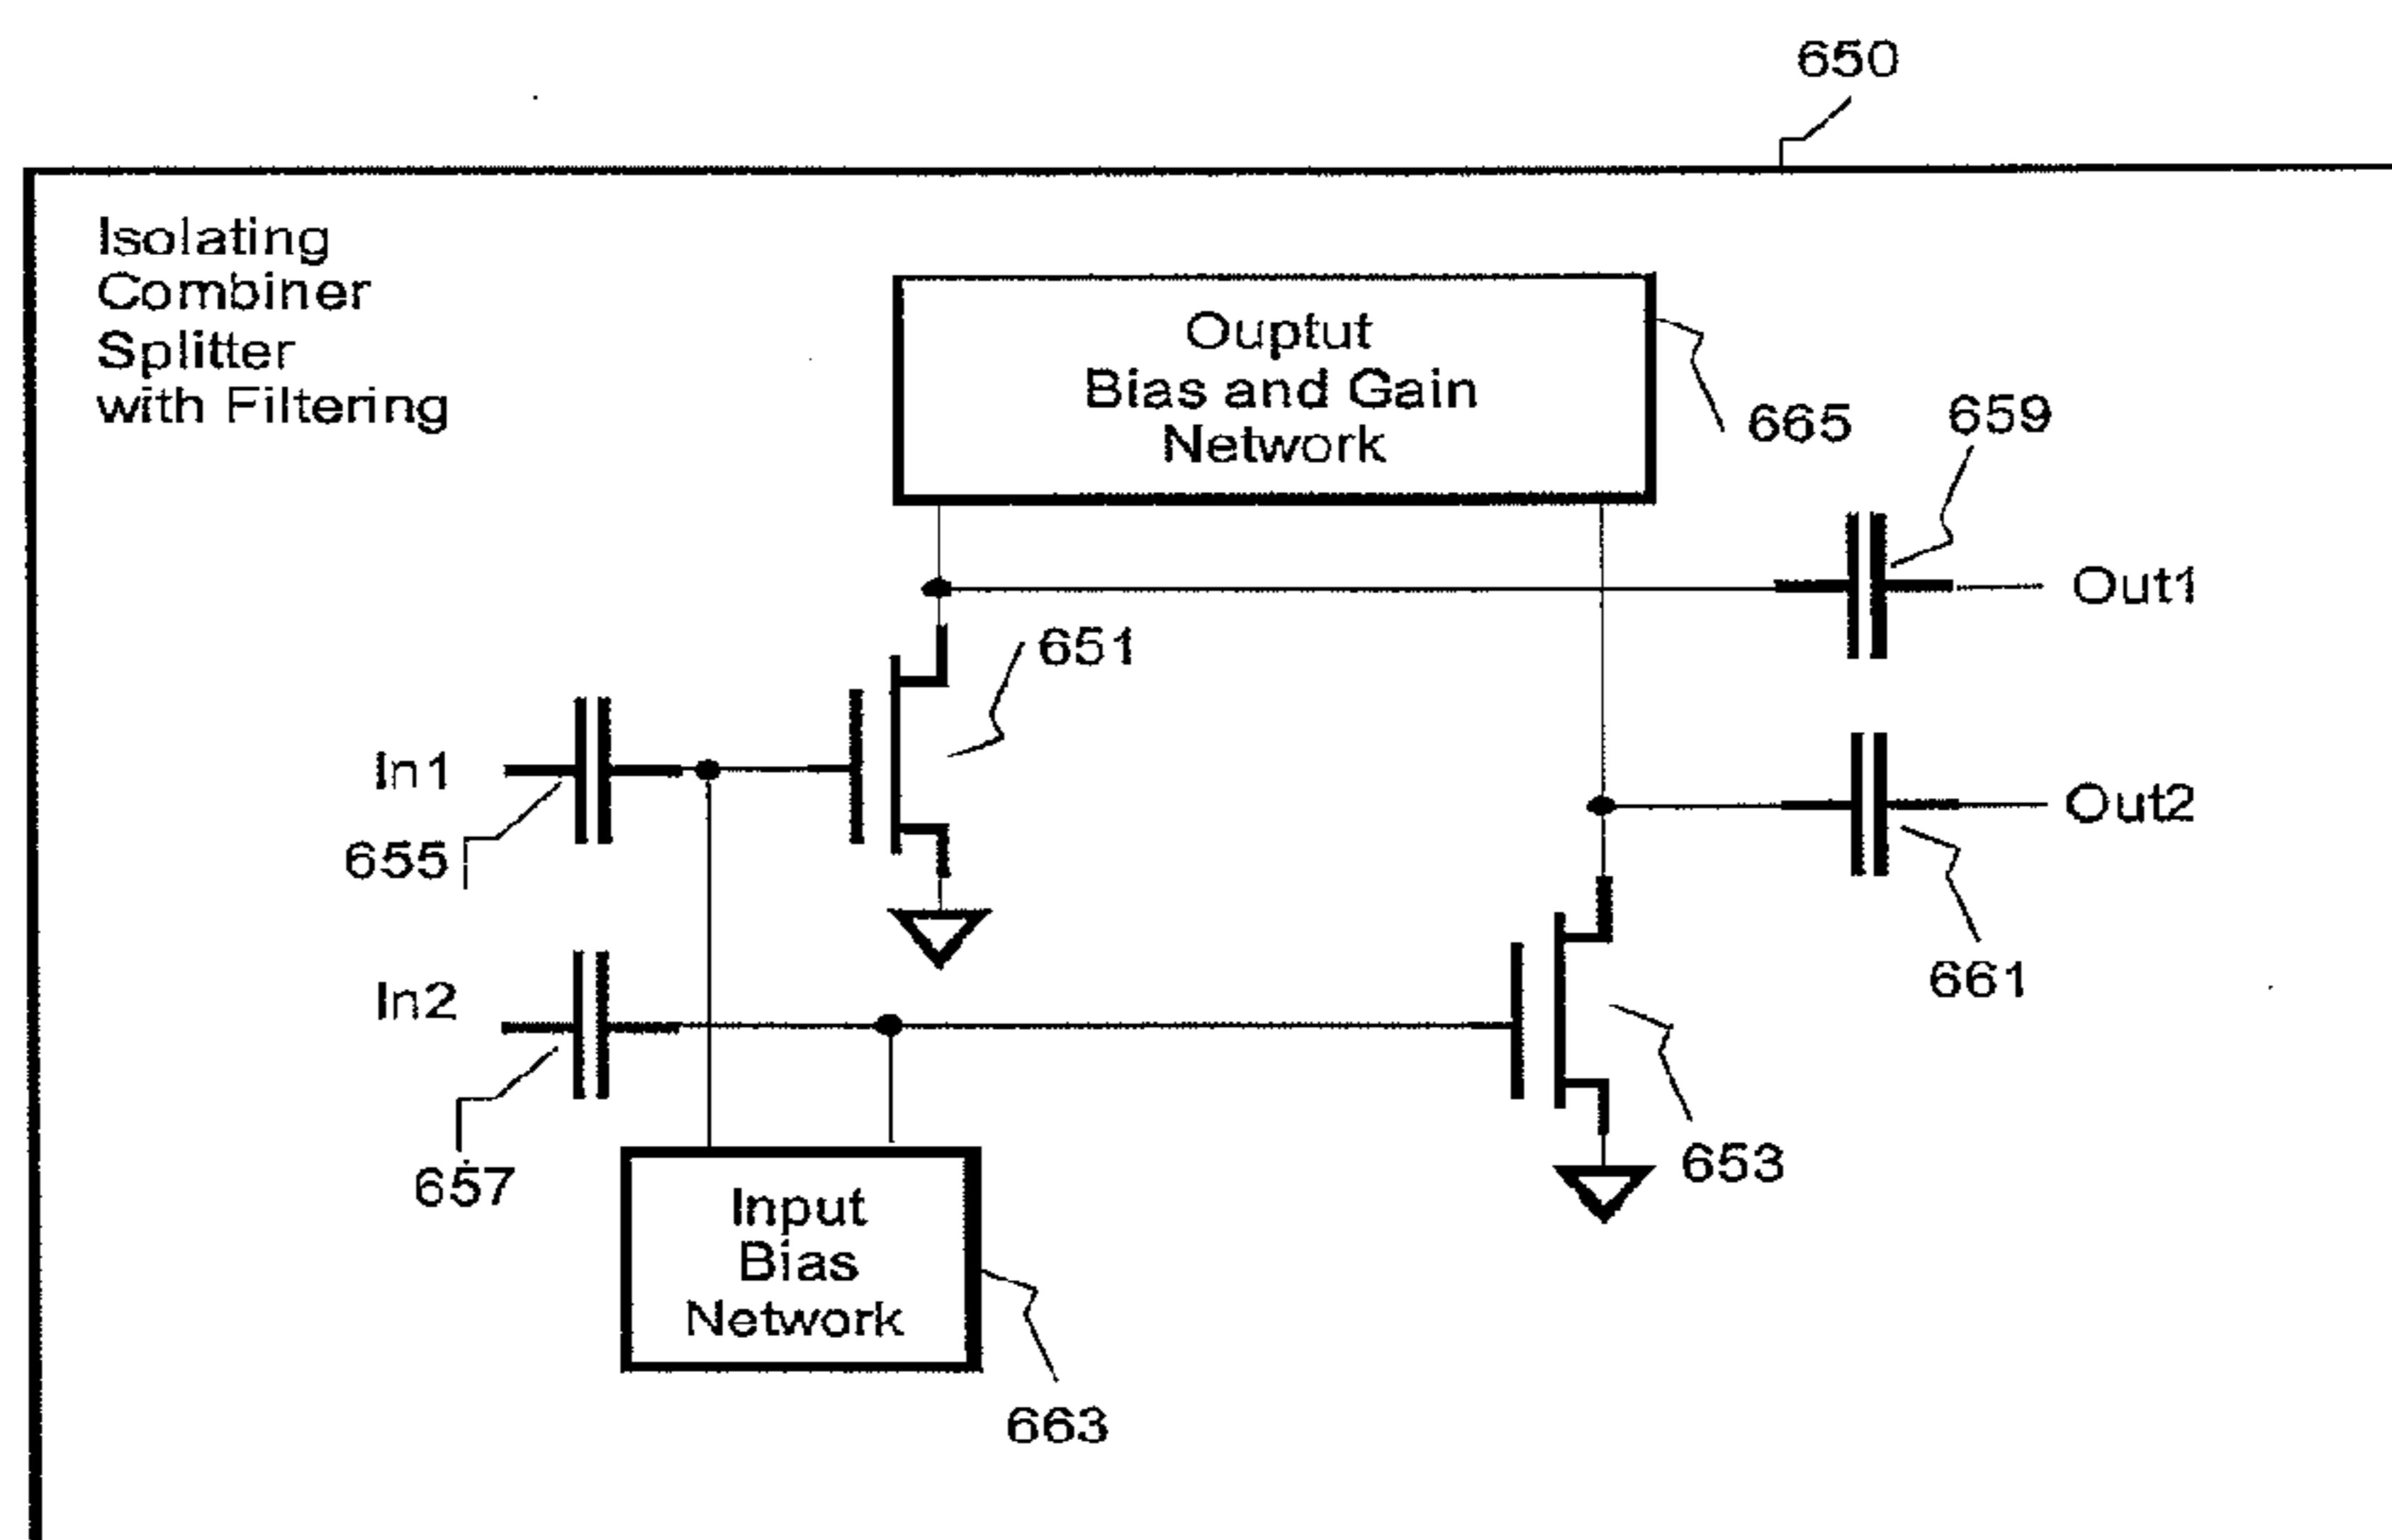 650
Isolating
Combiner
Splitter
with Filtering
Ouptut
Bias and Gain
Network
665
659
Out1
651
In1
655
Out2
661
In2
657
653
Input
Bias
Network
663